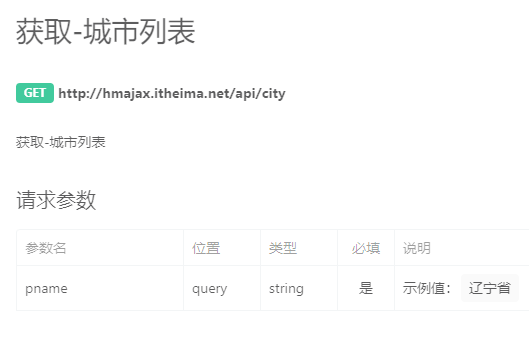 获取-城市列表
GET http://hmajax.itheima.net/api/city
获取-城市列表
请求参数
参数名 位置 类型 必填 说明
pname query string 是 示例值： 辽宁省